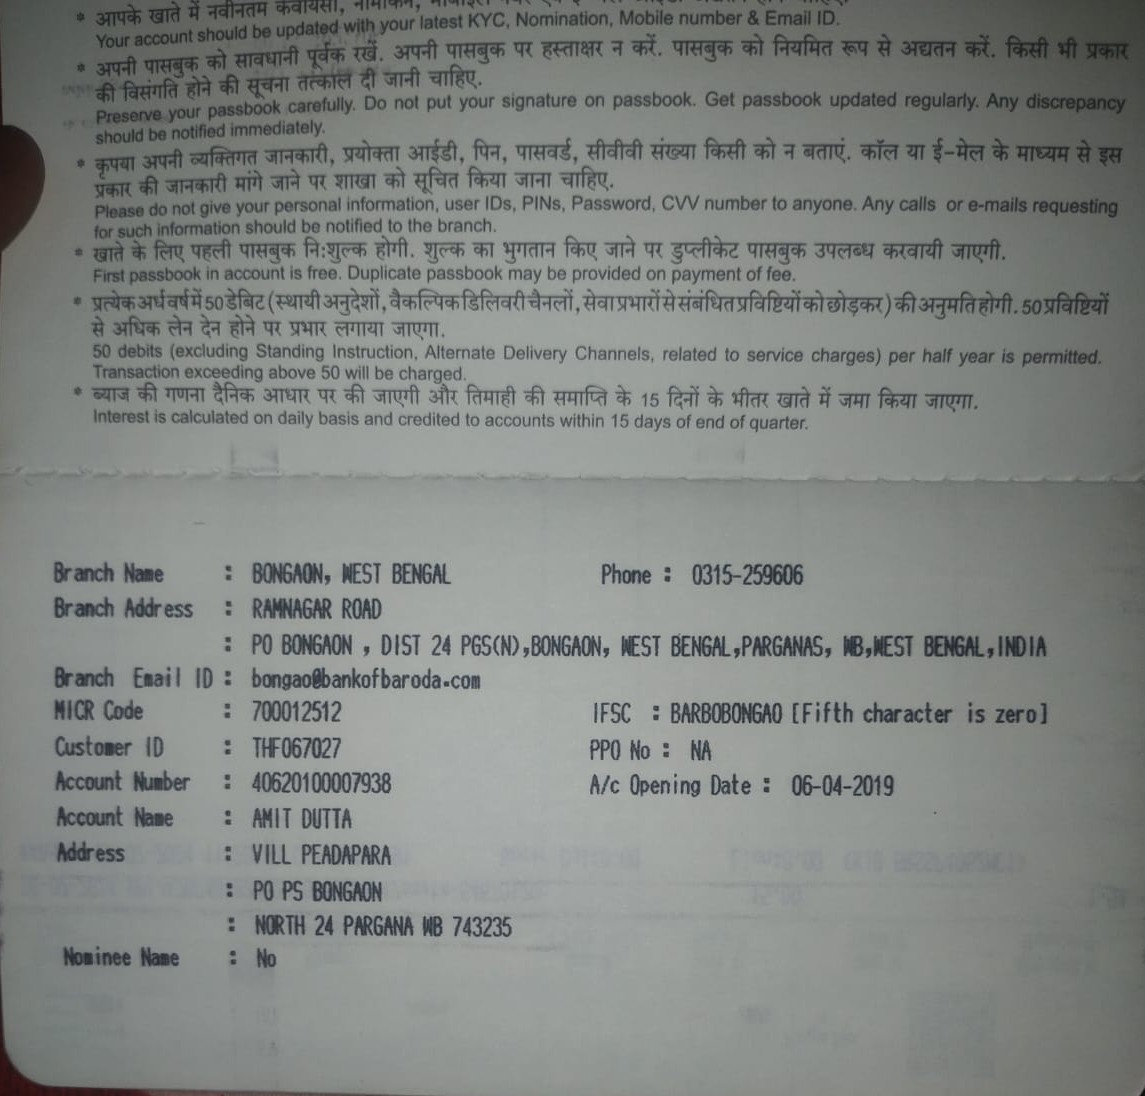 * आपके खाते में नवीनतम केवायसी, नामांकन,
Your account should be updated with your latest KYC, Nomination, Mobile number & Email ID.
* अपनी पासबुक को सावधानी पूर्वक रखें. अपनी पासबुक पर हस्ताक्षर न करें. पासबुक को नियमित रूप से अद्यतन करें. किसी भी प्रकार
की विसंगति होने की सूचना तत्काल दी जानी चाहिए.
Preserve your passbook carefully. Do not put your signature on passbook. Get passbook updated regularly. Any discrepancy
should be notified immediately.
* कृपया अपनी व्यक्तिगत जानकारी, प्रयोक्ता आईडी, पिन, पासवर्ड, सीवीवी संख्या किसी को न बताएं. कॉल या ई-मेल के माध्यम से इस
प्रकार की जानकारी मांगे जाने पर शाखा को सूचित किया जाना चाहिए.
Please do not give your personal information, user IDs, PINs, Password, CVV number to anyone. Any calls or e-mails requesting
for such information should be notified to the branch.
* खाते के लिए पहली पासबुक नि:शुल्क होगी. शुल्क का भुगतान किए जाने पर डुप्लीकेट पासबुक उपलब्ध करवायी जाएगी.
First passbook in account is free. Duplicate passbook may be provided on payment of fee.
* प्रत्येक अर्ध वर्ष में 50 डेबिट (स्थायी अनुदेशों, वैकल्पिक डिलिवरी चैनलों, सेवा प्रभारों से संबंधित प्रविष्टियों को छोड़कर) की अनुमति होगी. 50 प्रविष्टियों
से अधिक लेन देन होने पर प्रभार लगाया जाएगा.
50 debits (excluding Standing Instruction, Alternate Delivery Channels, related to service charges) per half year is permitted.
Transaction exceeding above 50 will be charged.
* ब्याज की गणना दैनिक आधार पर की जाएगी और तिमाही की समाप्ति के 15 दिनों के भीतर खाते में जमा किया जाएगा.
Interest is calculated on daily basis and credited to accounts within 15 days of end of quarter.
Branch Name : BONGAON, WEST BENGAL Phone : 0315-259606
Branch Address : RAMNAGAR ROAD
: PO BONGAON , DIST 24 PGS(N),BONGAON, WEST BENGAL,PARGANAS, WB,WEST BENGAL,INDIA
Branch Email ID : bongao@bankofbaroda.com
MICR Code : 700012512 IFSC : BARBOBONGAO [Fifth character is zero]
Customer ID : THF067027 PPO No : NA
Account Number : 40620100007938 A/c Opening Date : 06-04-2019
Account Name : AMIT DUTTA
Address : VILL PEADAPARA
: PO PS BONGAON
: NORTH 24 PARGANA WB 743235
Nominee Name : No